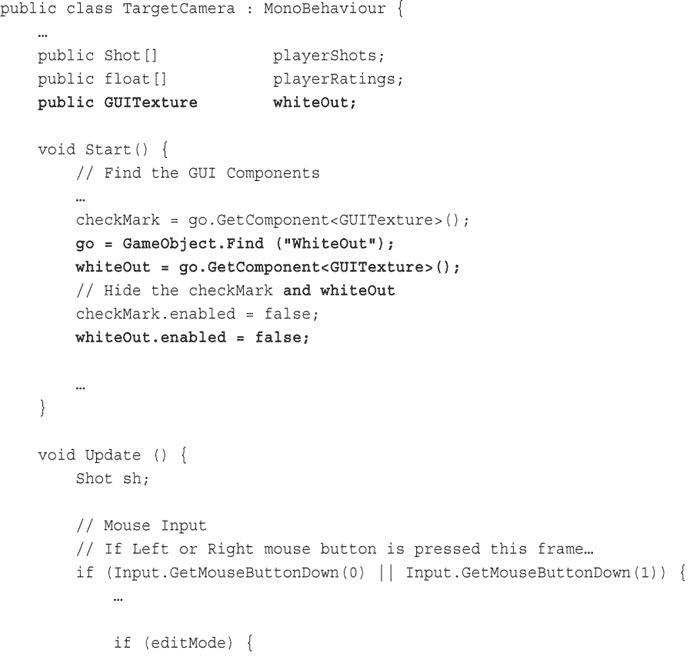 public class TargetCamera : MonoBehaviour {
    …
    public Shot[]            playerShots;
    public float[]           playerRatings;
    public GUITexture        whiteOut;

    void Start() {
        // Find the GUI Components
        …
        checkMark = go.GetComponent<GUITexture>();
        go = GameObject.Find ("WhiteOut");
        whiteOut = go.GetComponent<GUITexture>();
        // Hide the checkMark and whiteOut
        checkMark.enabled = false;
        whiteOut.enabled = false;

        …
    }

    void Update () {
        Shot sh;

        // Mouse Input
        // If Left or Right mouse button is pressed this frame…
        if (Input.GetMouseButtonDown(0) || Input.GetMouseButtonDown(1)) {
            …

            if (editMode) {